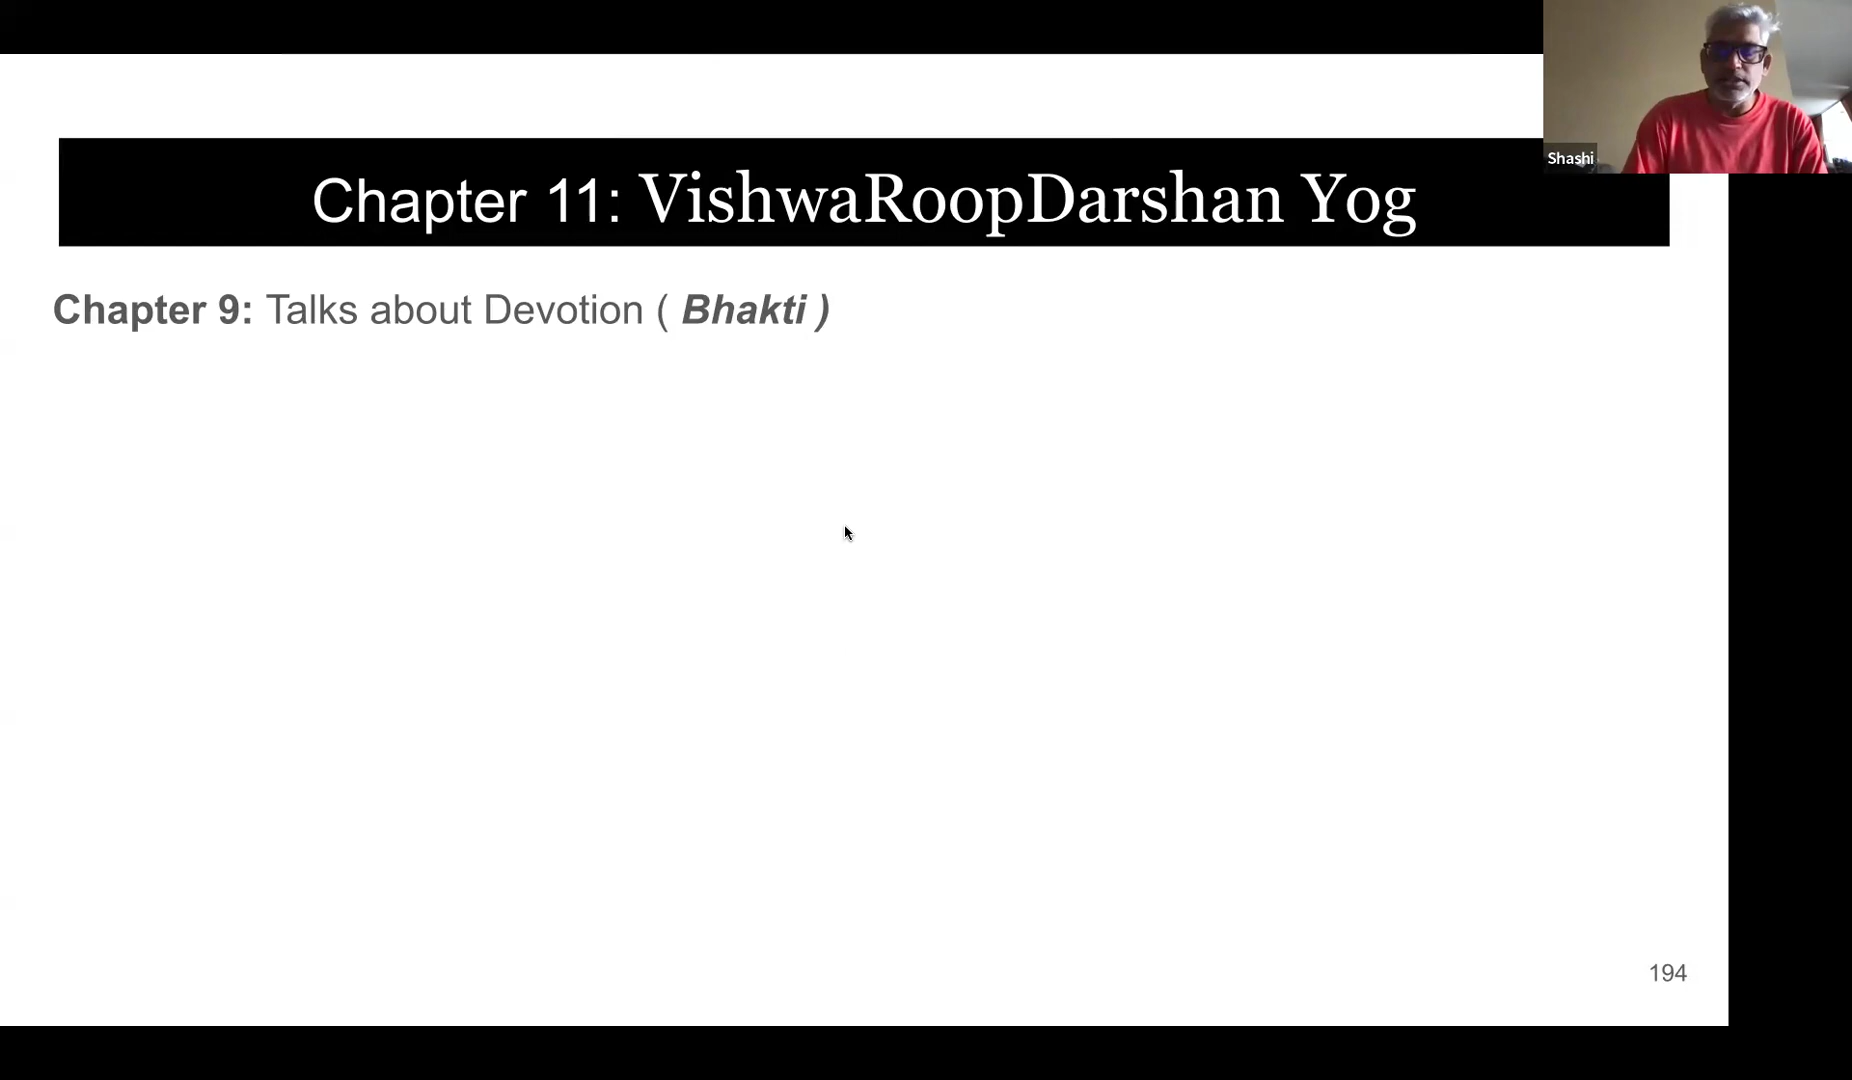 Shashi
Chapter 11: VishwaRoopDarshan Yog
Chapter 9: Talks about Devotion ( Bhakti )
194